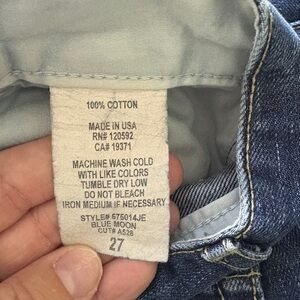 100% COTTON
MADE IN USA
RN# 120592
CA# 19371
MACHINE WASH COLD
WITH LIKE COLORS
TUMBLE DRY LOW
DO NOT BLEACH
IRON MEDIUM IF NECESSARY
STYLE# 675014JE
BLUE MOON
CUT# A528
27